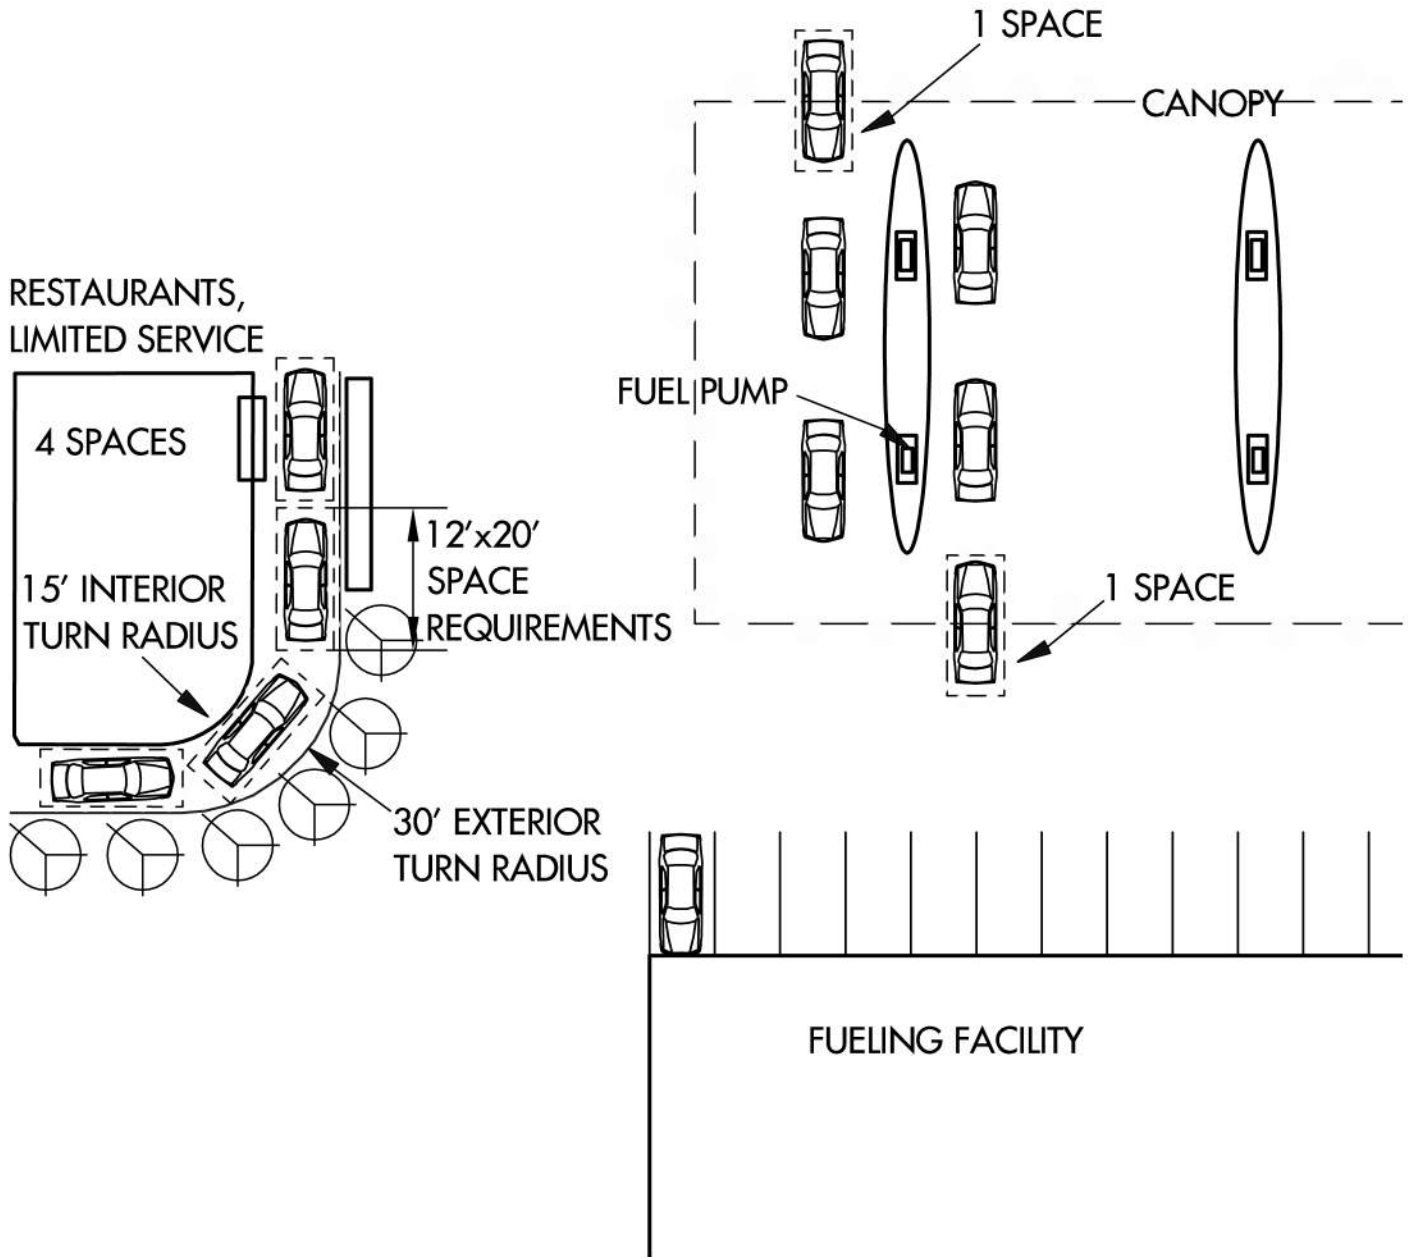 1 SPACE
CANOPY
RESTAURANTS,
LIMITED SERVICE
4 SPACES
FUEL PUMP
12'x20'
SPACE
REQUIREMENTS
15' INTERIOR
TURN RADIUS
1 SPACE
30' EXTERIOR
TURN RADIUS
FUELING FACILITY